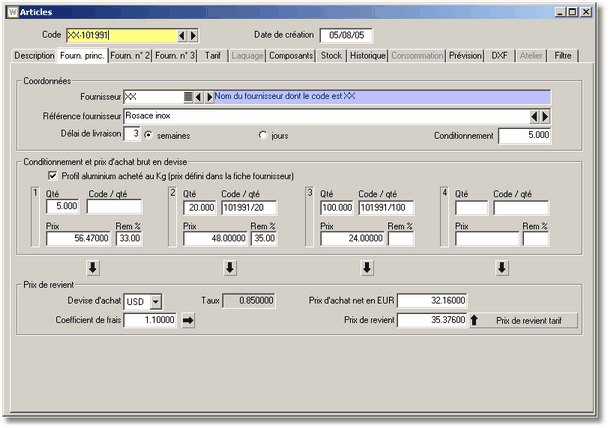 Articles
Code XX-101991 Date de création 05/08/05
Description Fourn. princ. Fourn. n° 2 Fourn. n° 3 Tarif Laquage Composants Stock Historique Consommation Prévision DXF Atelier Filtre
Coordonnées
Fournisseur XX Nom du fournisseur dont le code est XX
Référence fournisseur Rosace inox
Délai de livraison 3 semaines jours Conditionnement 5.000
Conditionnement et prix d'achat brut en devise
Profil aluminium acheté au Kg (prix défini dans la fiche fournisseur)
1 Qté Code / qté 2 Qté Code / qté 3 Qté Code / qté 4 Qté Code / qté
5.000 20.000 101991/20 100.000 101991/100
Prix Rem % Prix Rem % Prix Rem % Prix Rem %
56.47000 33.00 48.00000 35.00 24.00000
Prix de revient
Devise d'achat USD Taux 0.850000 Prix d'achat net en EUR 32.16000
Coefficient de frais 1.10000 Prix de revient 35.37600 Prix de revient tarif